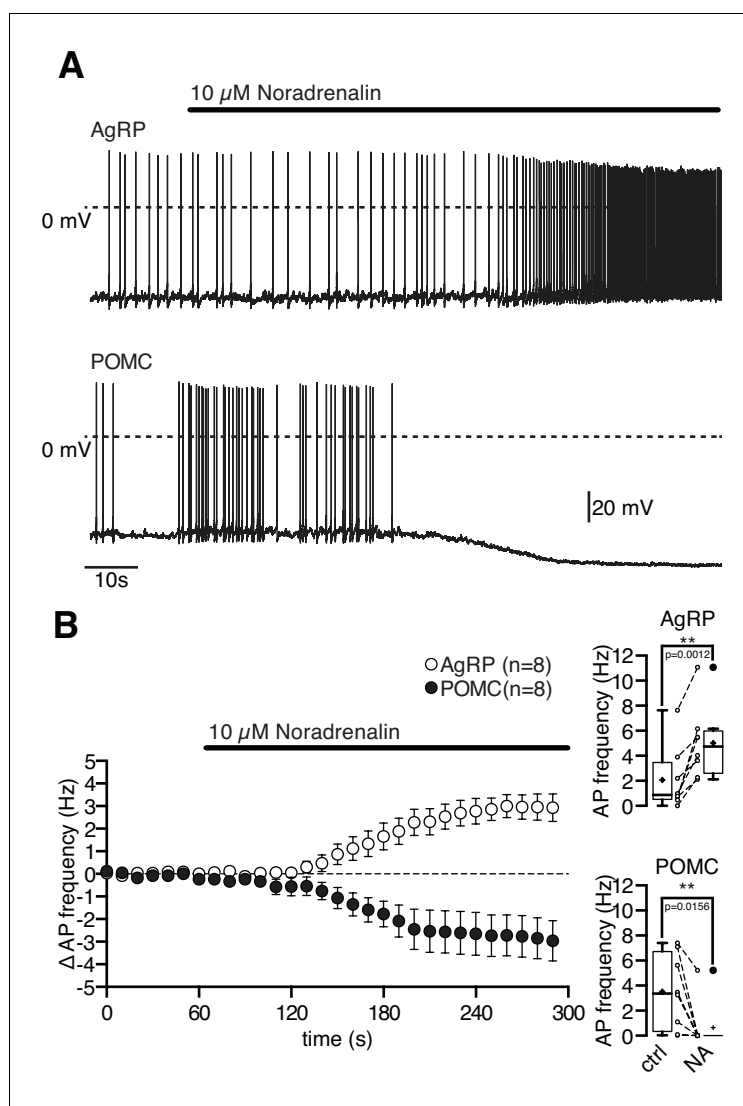 A
10 µM Noradrenalin
AgRP
0 mV
POMC
0 mV
20 mV
10s
B
AgRP (n=8)
POMC(n=8)
10 µM Noradrenalin
5
4
3
2
1
0
-1
-2
-3
-4
-5
Δ AP frequency (Hz)
0
60
120
180
240
300
time (s)
AgRP
**
p=0.0012
12
10
8
6
4
2
0
AP frequency (Hz)
POMC
**
p=0.0156
12
10
8
6
4
2
0
AP frequency (Hz)
ctrl
NA